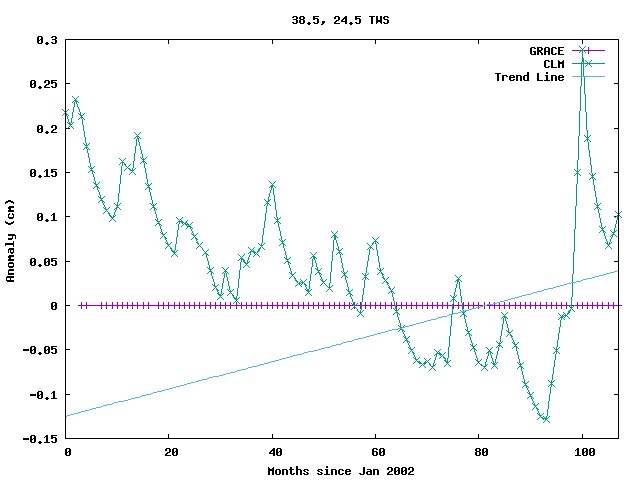 38.5, 24.5 TWS
GRACE
CLM
Trend Line
0.3
0.25
0.2
0.15
0.1
0.05
0
-0.05
-0.1
-0.15
Anomaly (cm)
0 20 40 60 80 100
Months since Jan 2002